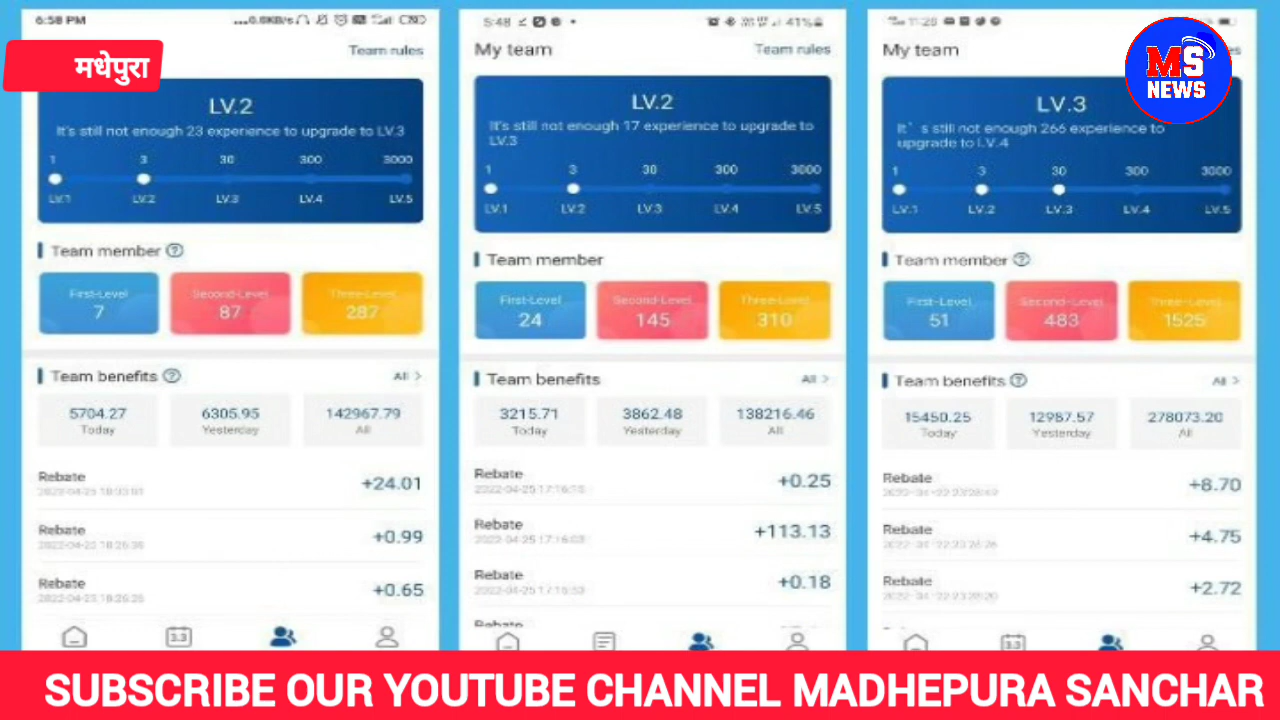 मधेपुरा
MS
NEWS
6:58 PM
Team rules
LV.2
It's still not enough 23 experience to upgrade to LV.3
1 3 30 300 3000
LV.1 LV.2 LV.3 LV.4 LV.5
Team member
First-Level Second-Level Three-Level
7 87 287
Team benefits All >
5704.27 6305.95 142967.79
Today Yesterday All
Rebate +24.01
Rebate +0.99
Rebate +0.65
5:48 41%
My team Team rules
LV.2
It's still not enough 17 experience to upgrade to
LV.3
1 3 30 300 3000
LV.1 LV.2 LV.3 LV.4 LV.5
Team member
First-Level Second-Level Three-Level
24 145 310
Team benefits All >
3215.71 3862.48 138216.46
Today Yesterday All
Rebate +0.25
Rebate +113.13
Rebate +0.18
My team
LV.3
It`s still not enough 266 experience to
upgrade to LV.4
1 3 30 300 3000
LV.1 LV.2 LV.3 LV.4 LV.5
Team member
First-Level Second-Level Three-Level
51 483 1525
Team benefits All >
15450.25 12987.57 278073.20
Today Yesterday All
Rebate +8.70
Rebate +4.75
Rebate +2.72
SUBSCRIBE OUR YOUTUBE CHANNEL MADHEPURA SANCHAR